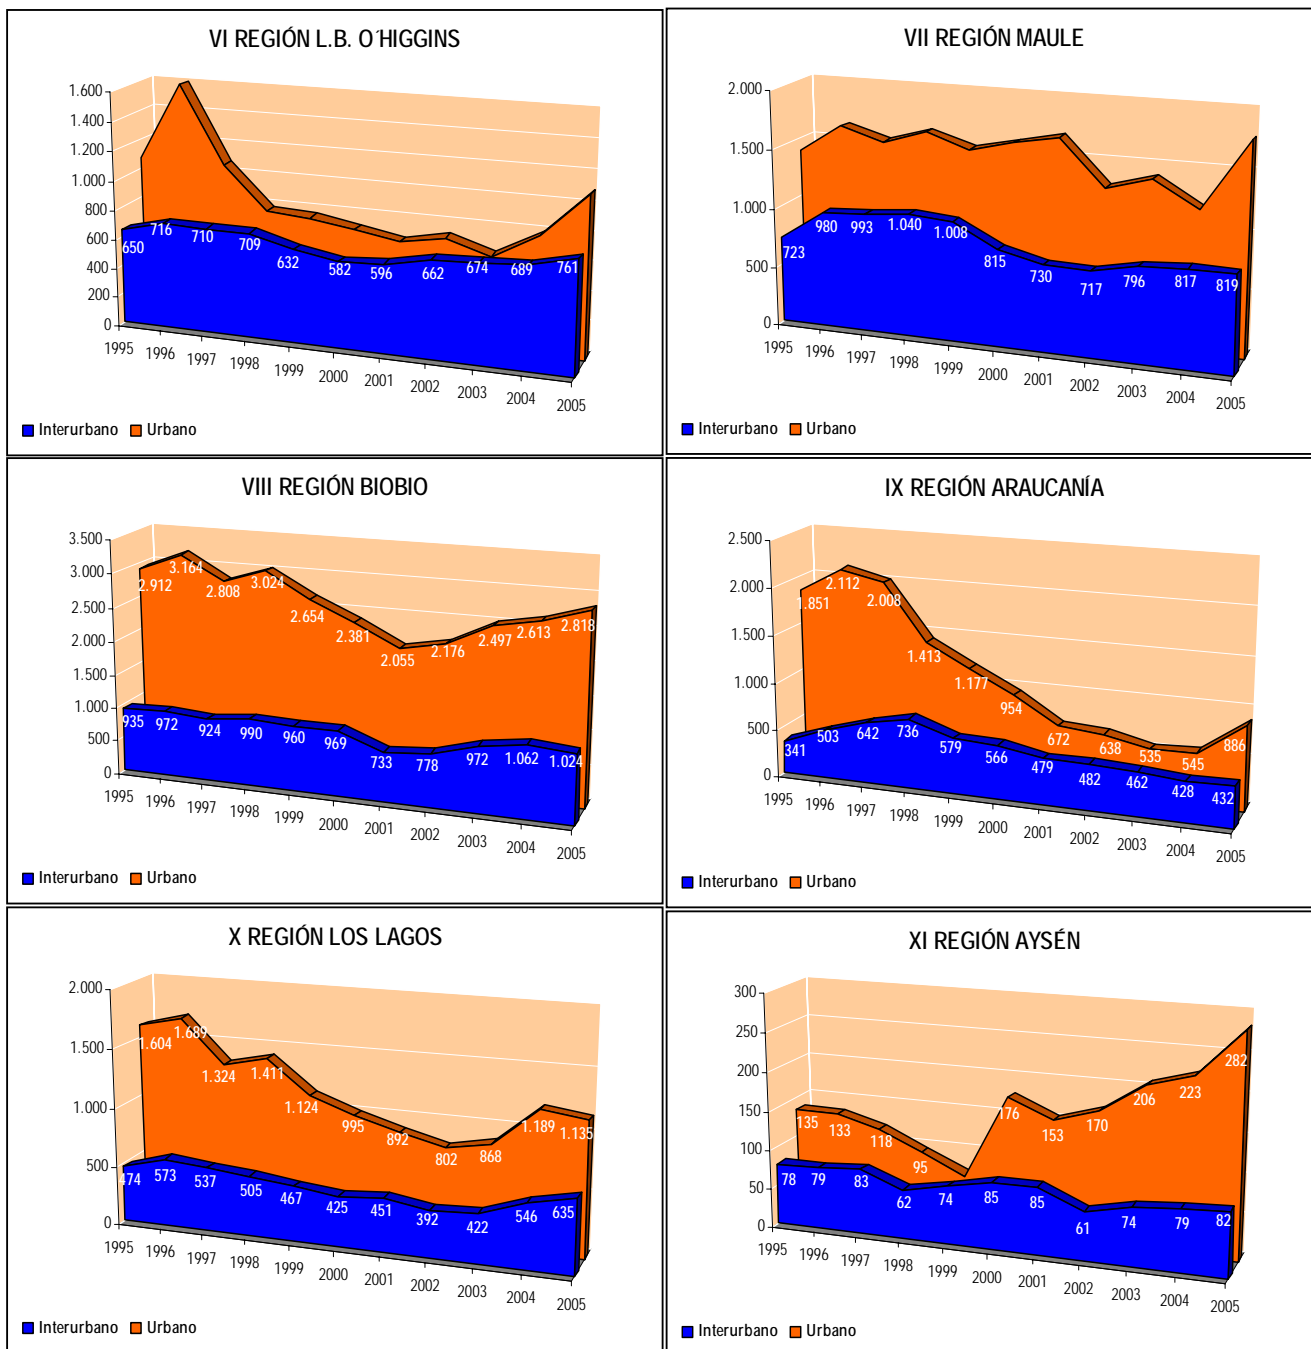 VI REGIÓN L.B. O´HIGGINS
1.600
1.400
1.200
1.000
800
600
400
200
0
650 716 710 709 632 582 596 662 674 689 761
1995 1996 1997 1998 1999 2000 2001 2002 2003 2004 2005
Interurbano Urbano
VII REGIÓN MAULE
2.000
1.500
1.000
500
0
723 980 993 1.040 1.008 815 730 717 796 817 819
1995 1996 1997 1998 1999 2000 2001 2002 2003 2004 2005
Interurbano Urbano
VIII REGIÓN BIOBIO
3.500
3.000
2.500
2.000
1.500
1.000
500
0
2.912 3.164 2.808 3.024 2.654 2.381 2.055 2.176 2.497 2.613 2.818
935 972 924 990 960 969 733 778 972 1.062 1.024
1995 1996 1997 1998 1999 2000 2001 2002 2003 2004 2005
Interurbano Urbano
IX REGIÓN ARAUCANÍA
2.500
2.000
1.500
1.000
500
0
1.851 2.112 2.008 1.413 1.177 954 672 638 535 545 886
341 503 642 736 579 566 479 482 462 428 432
1995 1996 1997 1998 1999 2000 2001 2002 2003 2004 2005
Interurbano Urbano
X REGIÓN LOS LAGOS
2.000
1.500
1.000
500
0
1.604 1.689 1.324 1.411 1.124 995 892 802 868 1.189 1.135
474 573 537 505 467 425 451 392 422 546 635
1995 1996 1997 1998 1999 2000 2001 2002 2003 2004 2005
Interurbano Urbano
XI REGIÓN AYSÉN
300
250
200
150
100
50
0
135 133 118 95 176 153 170 206 223 282
78 79 83 62 74 85 85 61 74 79 82
1995 1996 1997 1998 1999 2000 2001 2002 2003 2004 2005
Interurbano Urbano